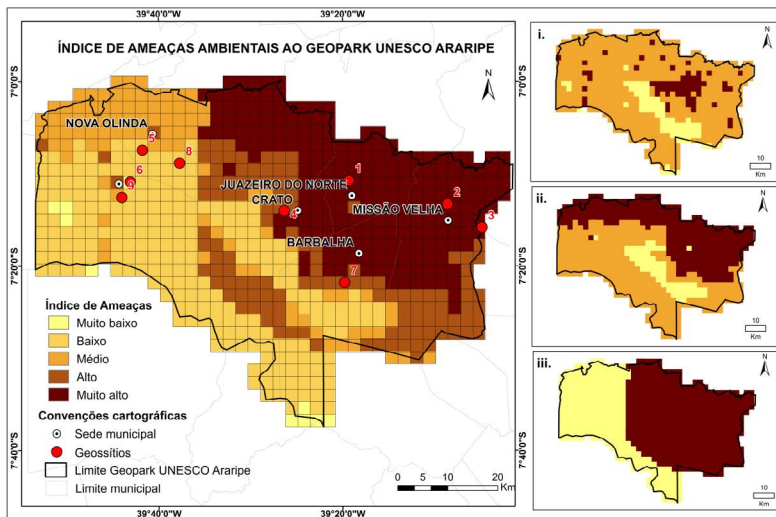 39°40'0"W
39°20'0"W
ÍNDICE DE AMEAÇAS AMBIENTAIS AO GEOPARK UNESCO ARARIPE
N
7°0'0"S
7°0'0"S
NOVA OLINDA
5
8
6
9
1
JUAZEIRO DO NORTE
2
CRATO
MISSÃO VELHA
4
3
BARBALHA
7
7°20'0"S
7°20'0"S
Índice de Ameaças
Muito baixo
Baixo
Médio
Alto
Muito alto
Convenções cartográficas
Sede municipal
Geossítios
Limite Geopark UNESCO Araripe
Limite municipal
7°40'0"S
7°40'0"S
0 5 10 20
Km
39°40'0"W
39°20'0"W
i.
N
10
Km
ii.
N
10
Km
iii.
N
10
Km